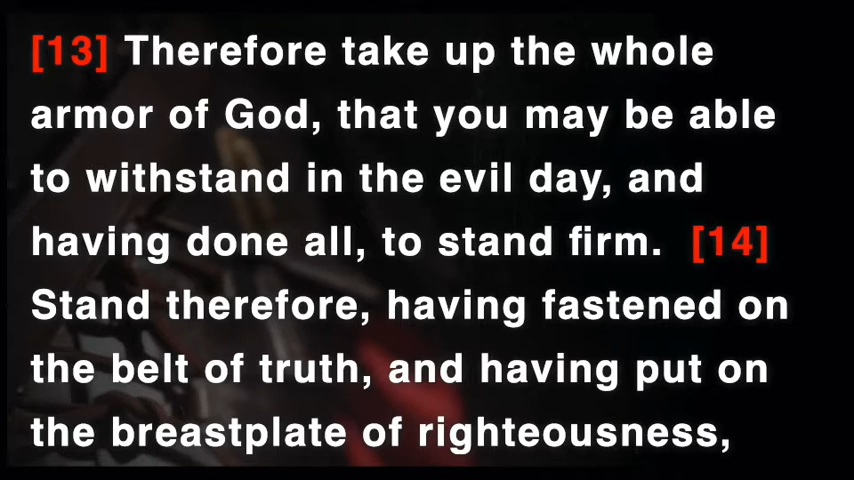 [13] Therefore take up the whole
armor of God, that you may be able
to withstand in the evil day, and
having done all, to stand firm. [14]
Stand therefore, having fastened on
the belt of truth, and having put on
the breastplate of righteousness,